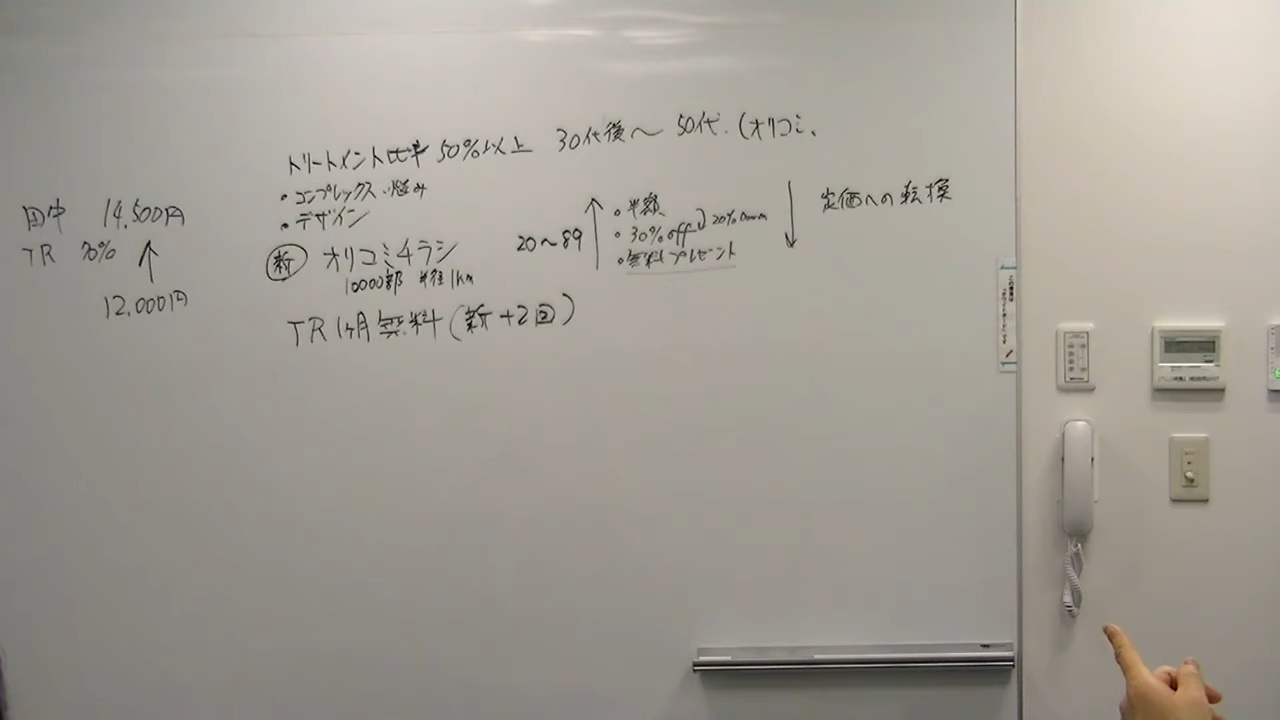 トリートメント比率 50%以上 30代後〜50代.(オリコミ、
・コンプレックス 悩み
・デザイン
新 オリコミチラシ
10000部 半径1km
TR 1ヶ月無料(新+2回)
田中 14,500円
TR 70%
↑
12,000円
20〜89 ↑
・半額
・30%off 20%
・無料プレゼント
↓ 定価への転換